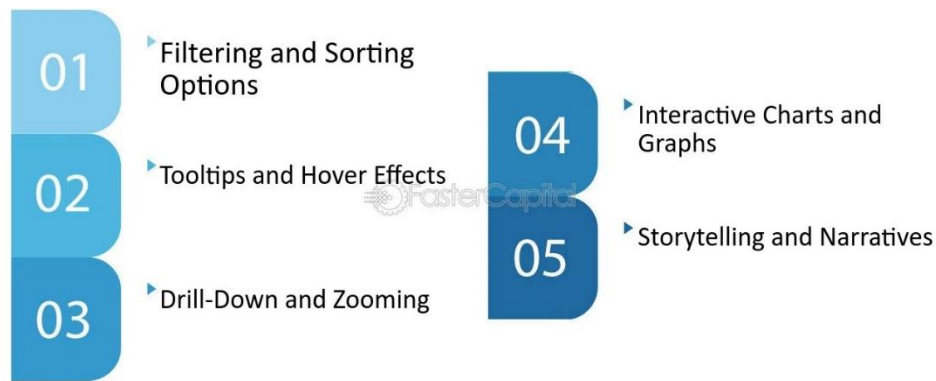 01
Filtering and Sorting
Options
02
Tooltips and Hover Effects
03
Drill-Down and Zooming
04
Interactive Charts and
Graphs
05
Storytelling and Narratives
FasterCapital